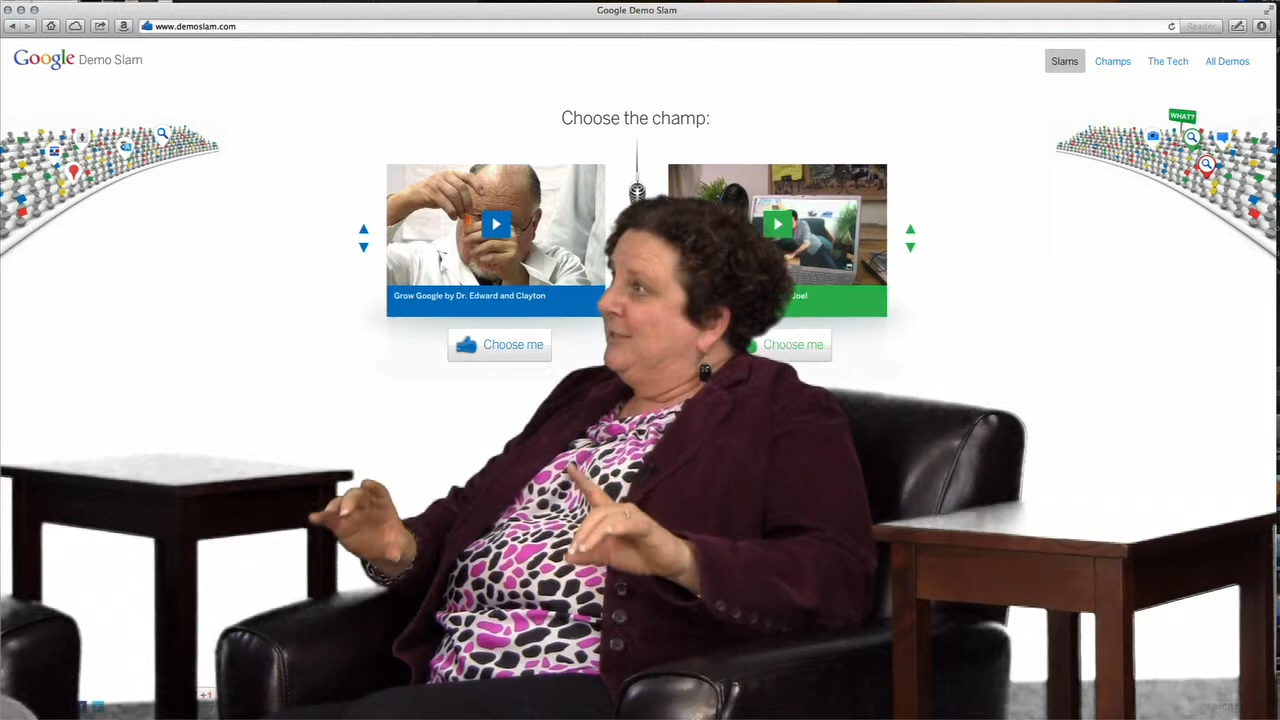 Google Demo Slam
www.demoslam.com
Reader
Google Demo Slam
Slams
Champs
The Tech
All Demos
Choose the champ:
WHAT?
Grow Google by Dr. Edward and Clayton
Joel
Choose me
Choose me
+1